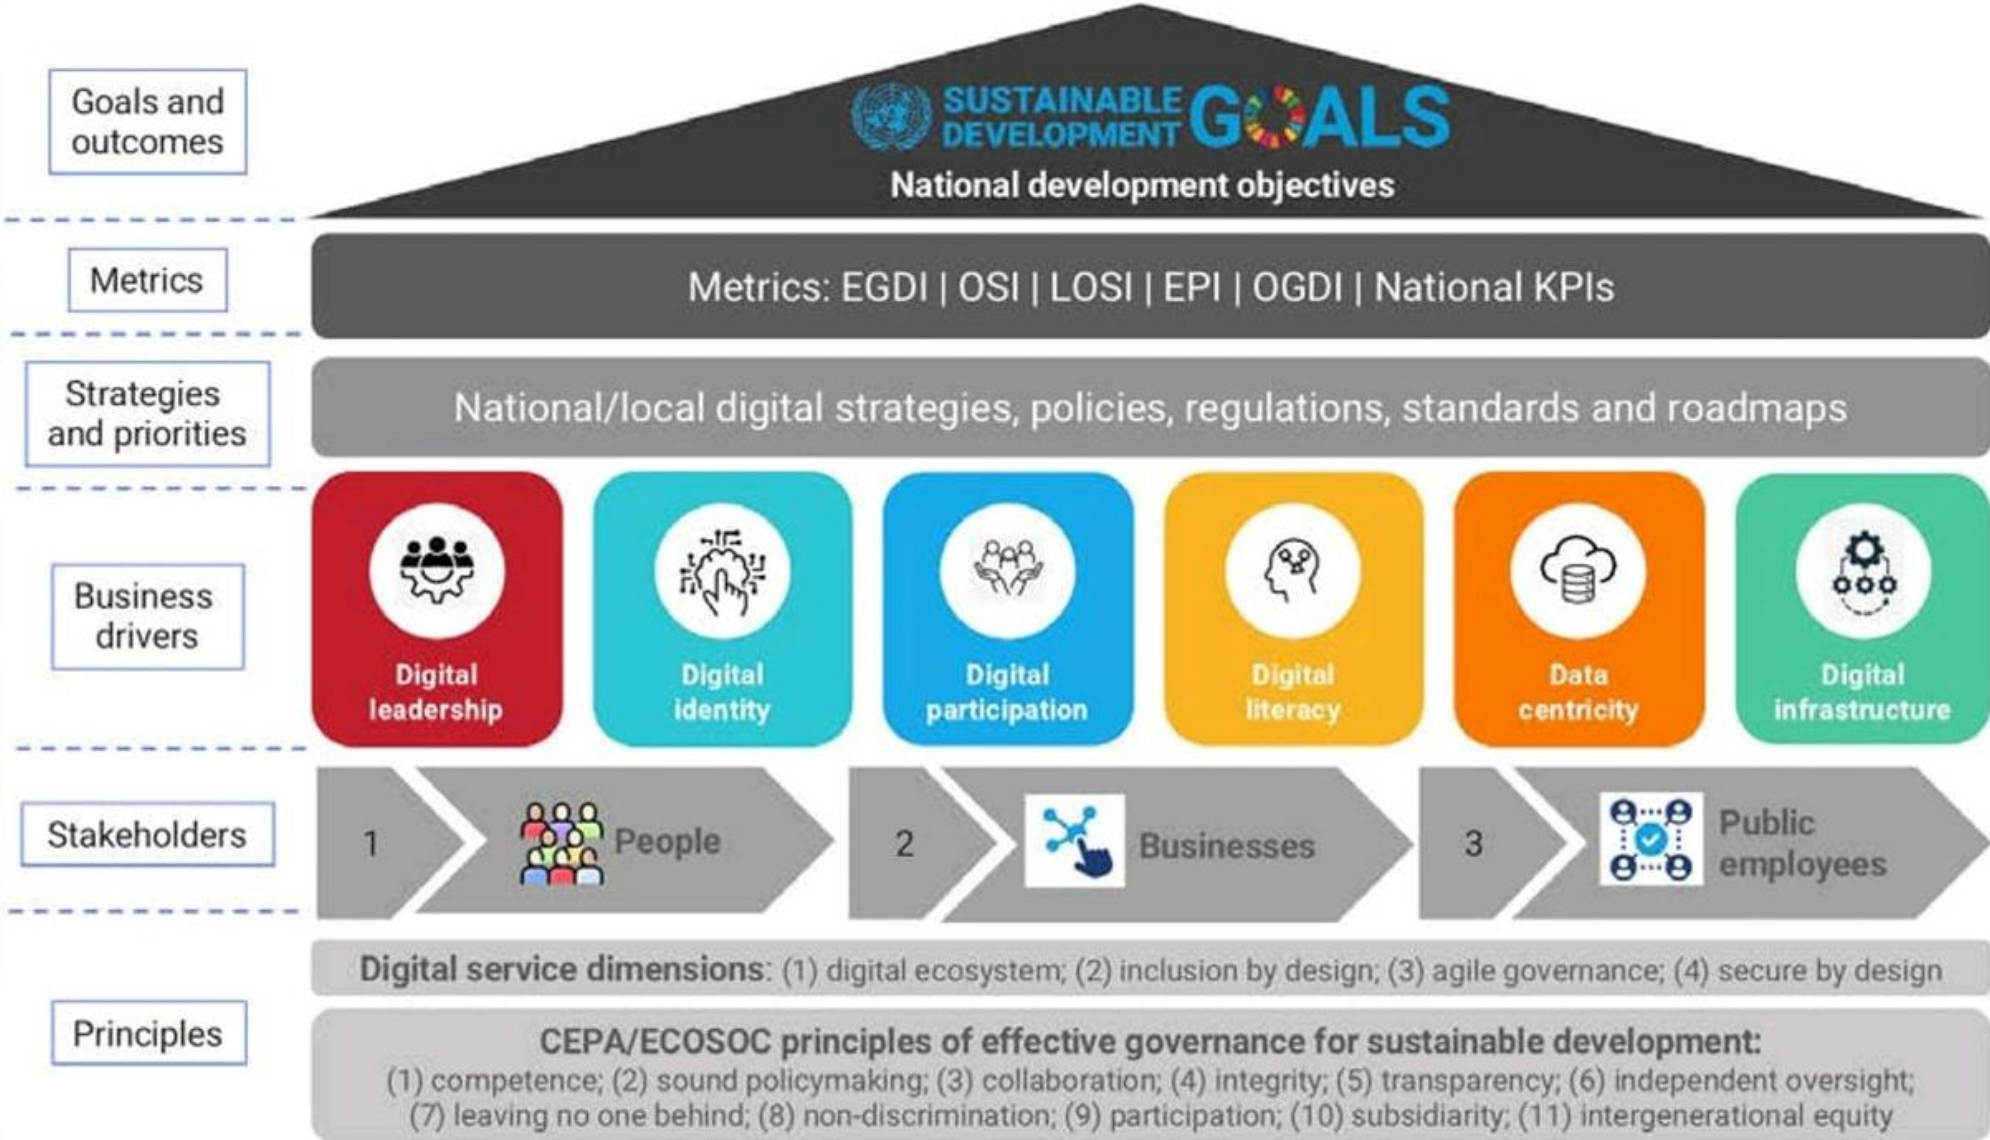 Goals and
outcomes
SUSTAINABLE
DEVELOPMENT
GOALS
National development objectives
Metrics
Metrics: EGDI | OSI | LOSI | EPI | OGDI | National KPIs
Strategies
and priorities
National/local digital strategies, policies, regulations, standards and roadmaps
Business
drivers
Digital
leadership
Digital
identity
Digital
participation
Digital
literacy
Data
centricity
Digital
infrastructure
Stakeholders
1
People
2
Businesses
3
Public
employees
Principles
Digital service dimensions: (1) digital ecosystem; (2) inclusion by design; (3) agile governance; (4) secure by design
CEPA/ECOSOC principles of effective governance for sustainable development:
(1) competence; (2) sound policymaking; (3) collaboration; (4) integrity; (5) transparency; (6) independent oversight;
(7) leaving no one behind; (8) non-discrimination; (9) participation; (10) subsidiarity; (11) intergenerational equity